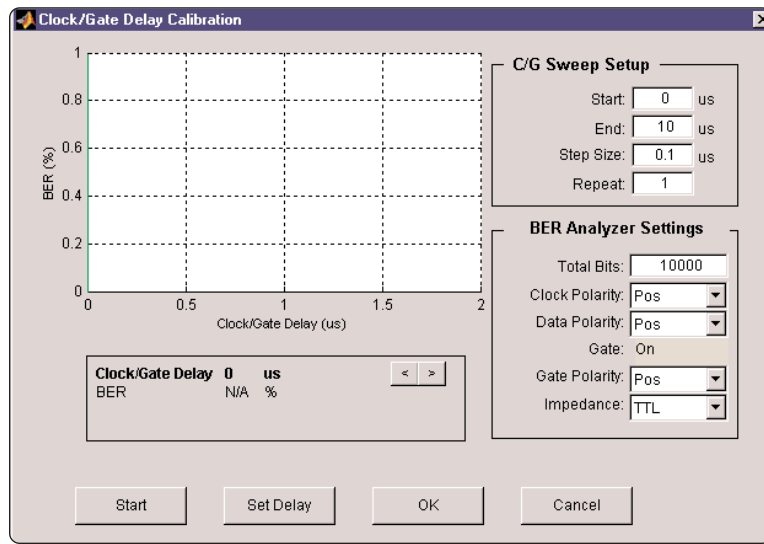 Clock/Gate Delay Calibration
1
0.8
0.6
0.4
0.2
0
BER (%)
0 0.5 1 1.5 2
Clock/Gate Delay (us)
Clock/Gate Delay 0 us
BER N/A %
< >
C/G Sweep Setup
Start: 0 us
End: 10 us
Step Size: 0.1 us
Repeat: 1
BER Analyzer Settings
Total Bits: 10000
Clock Polarity: Pos
Data Polarity: Pos
Gate: On
Gate Polarity: Pos
Impedance: TTL
Start Set Delay OK Cancel